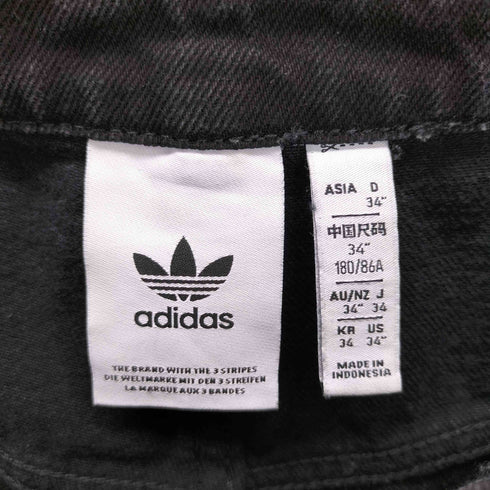 adidas
THE BRAND WITH THE 3 STRIPES
DIE WELTMARKE MIT DEN 3 STREIFEN
LA MARQUE AUX 3 BANDES
ASIA D
34"
中国尺码
34"
180/86A
AU/NZ J
34" 34
KR US
34 34"
MADE IN
INDONESIA